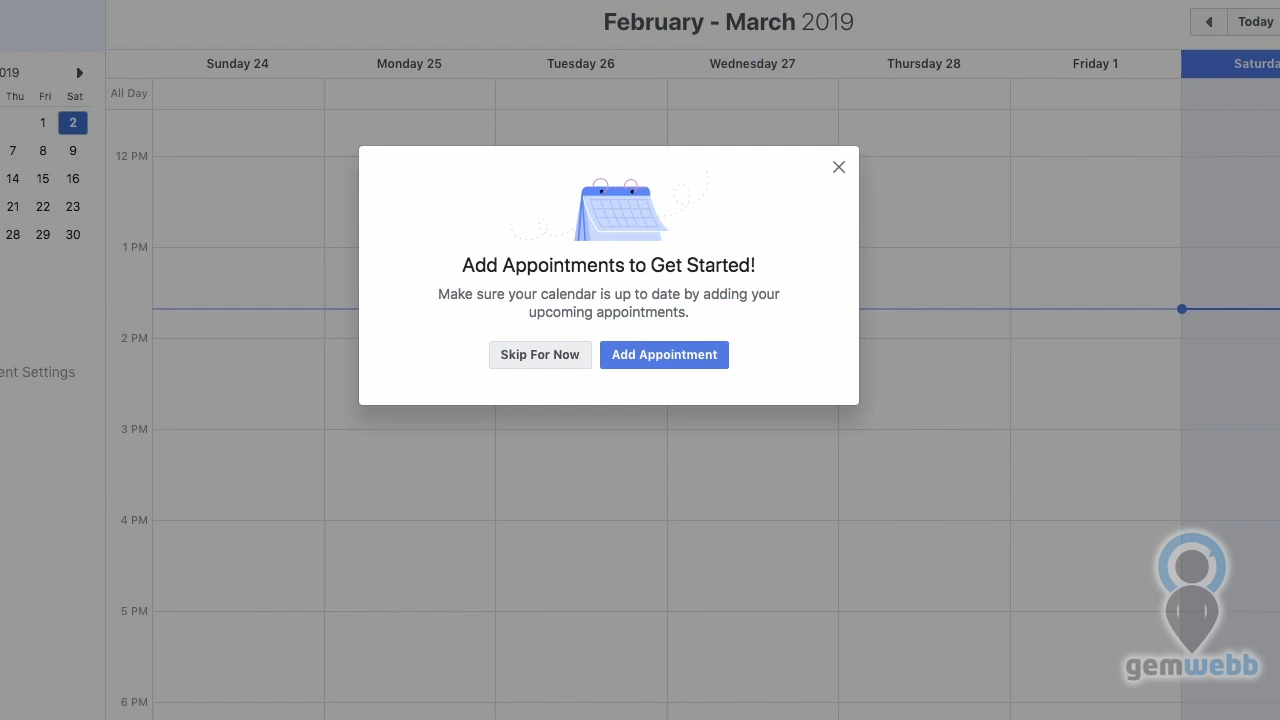 February - March 2019
Today
019
Thu Fri Sat
1 2
7 8 9
14 15 16
21 22 23
28 29 30
ent Settings
Sunday 24 Monday 25 Tuesday 26 Wednesday 27 Thursday 28 Friday 1 Saturda
All Day
12 PM
1 PM
2 PM
3 PM
4 PM
5 PM
6 PM
Add Appointments to Get Started!
Make sure your calendar is up to date by adding your
upcoming appointments.
Skip For Now Add Appointment
gemwebb